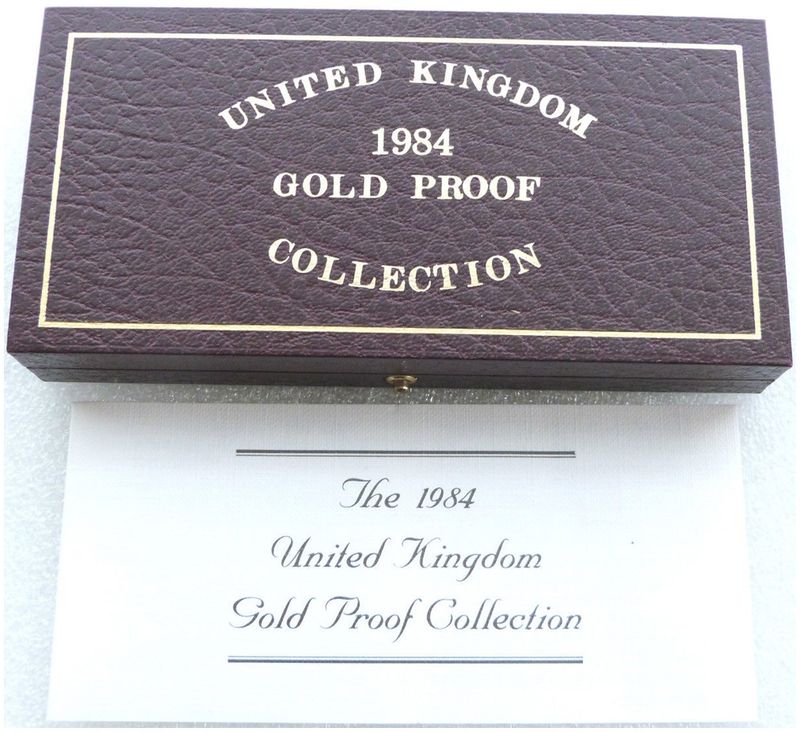 UNITED KINGDOM
1984
GOLD PROOF
COLLECTION
The 1984
United Kingdom
Gold Proof Collection